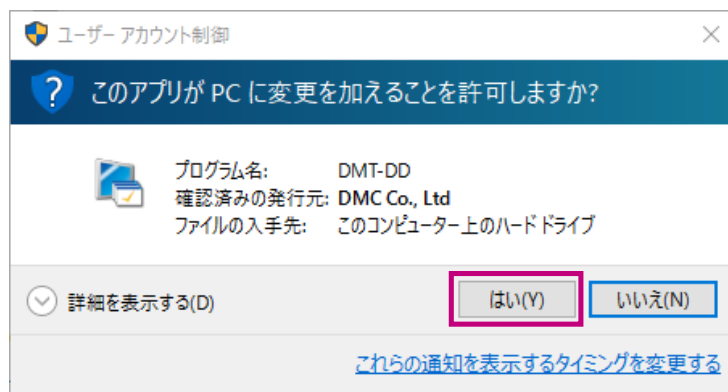 ユーザー アカウント制御
このアプリが PC に変更を加えることを許可しますか?
プログラム名: DMT-DD
確認済みの発行元: DMC Co., Ltd
ファイルの入手先: このコンピューター上のハード ドライブ
詳細を表示する(D) はい(Y) いいえ(N)
これらの通知を表示するタイミングを変更する